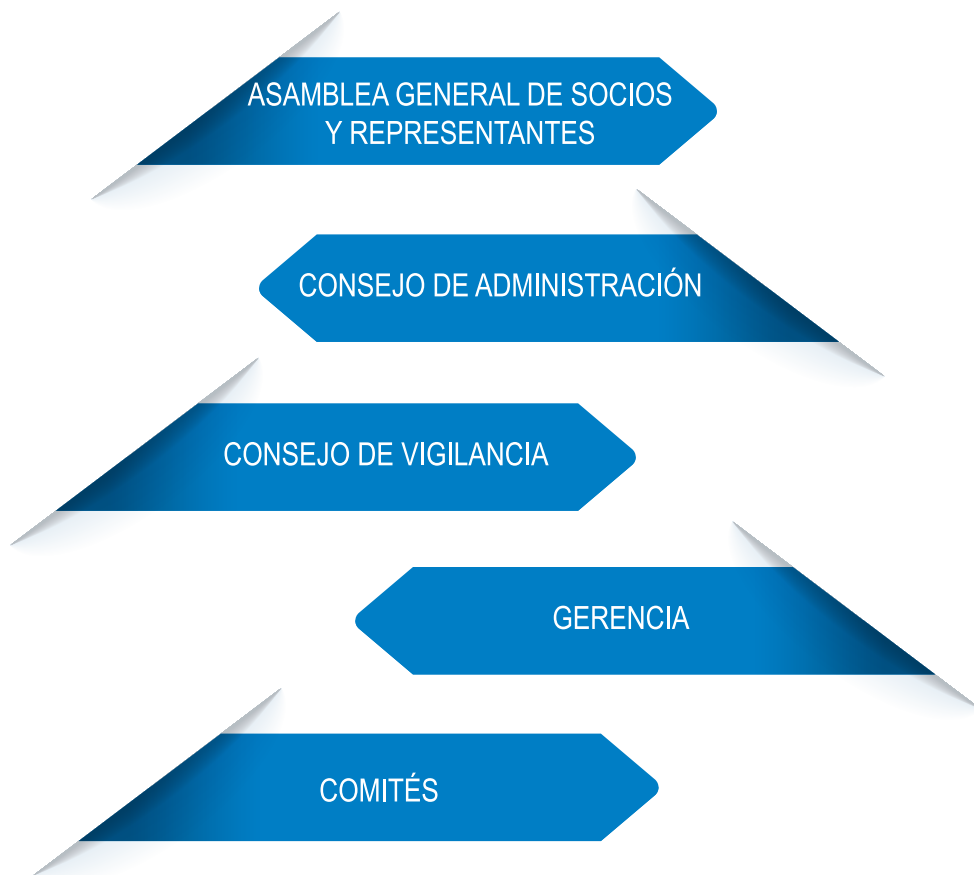 ASAMBLEA GENERAL DE SOCIOS
Y REPRESENTANTES
CONSEJO DE ADMINISTRACIÓN
CONSEJO DE VIGILANCIA
GERENCIA
COMITÉS